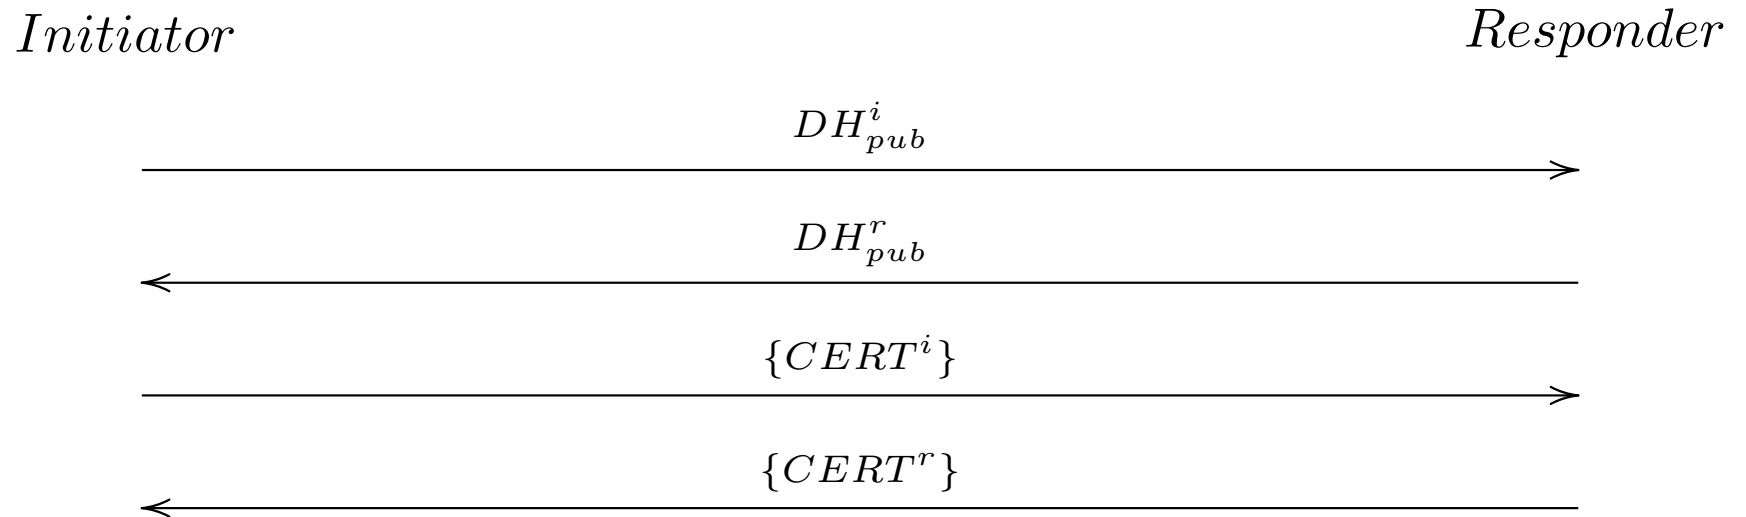 Initiator Responder
DH^i_pub
DH^r_pub
{CERT^i}
{CERT^r}